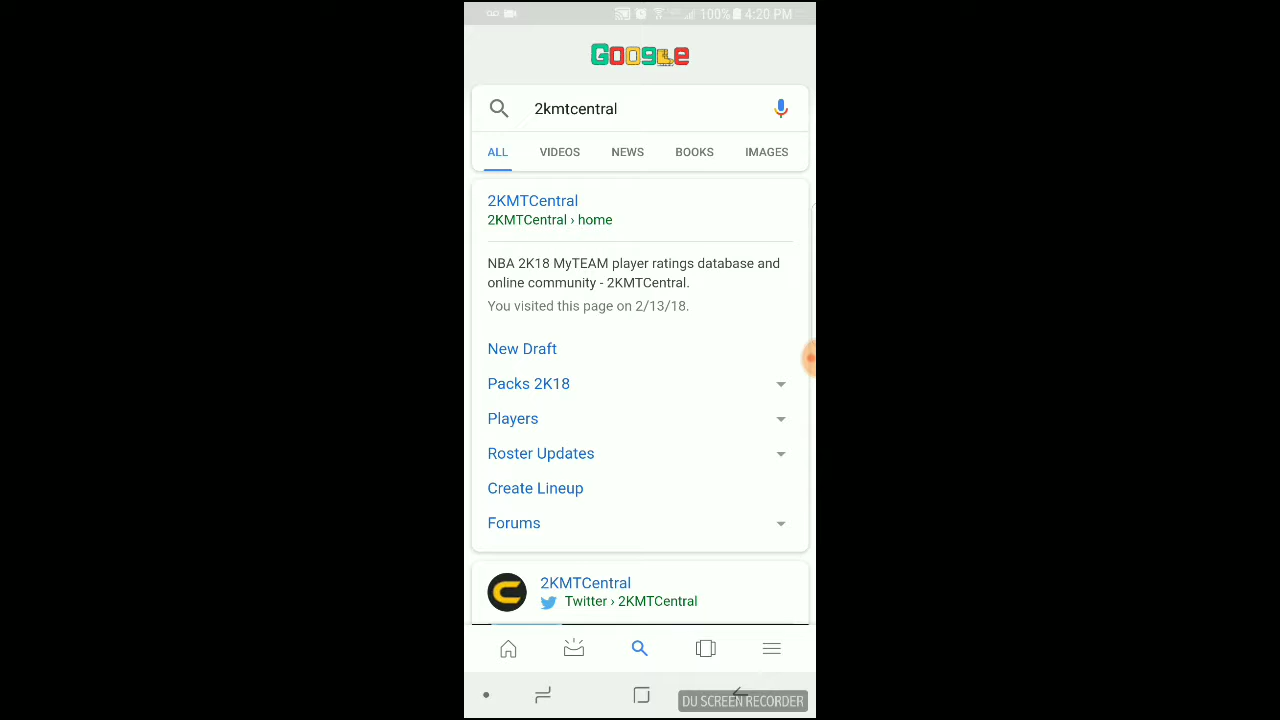 100% 4:20 PM
Google
2kmtcentral
ALL VIDEOS NEWS BOOKS IMAGES
2KMTCentral
2KMTCentral › home
NBA 2K18 MyTEAM player ratings database and
online community - 2KMTCentral.
You visited this page on 2/13/18.
New Draft
Packs 2K18
Players
Roster Updates
Create Lineup
Forums
2KMTCentral
Twitter › 2KMTCentral
DU SCREEN RECORDER